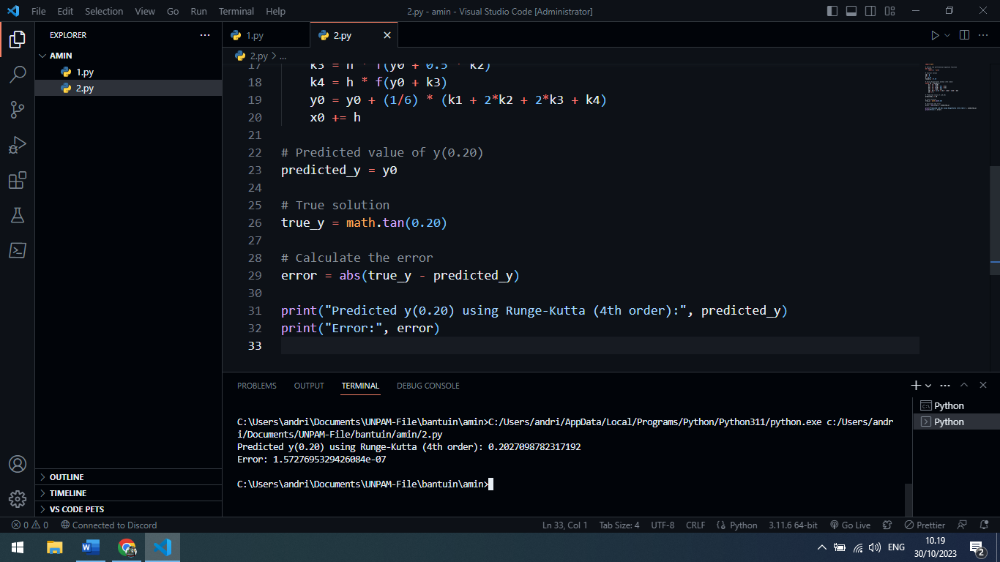 File Edit Selection View Go Run Terminal Help
2.py - amin - Visual Studio Code [Administrator]
EXPLORER
AMIN
1.py
2.py
1.py
2.py
2.py > ...
17 k3 = h * f(y0 + 0.5 * k2)
18 k4 = h * f(y0 + k3)
19 y0 = y0 + (1/6) * (k1 + 2*k2 + 2*k3 + k4)
20 x0 += h
21
22 # Predicted value of y(0.20)
23 predicted_y = y0
24
25 # True solution
26 true_y = math.tan(0.20)
27
28 # Calculate the error
29 error = abs(true_y - predicted_y)
30
31 print("Predicted y(0.20) using Runge-Kutta (4th order):", predicted_y)
32 print("Error:", error)
33
PROBLEMS OUTPUT TERMINAL DEBUG CONSOLE
Python
Python
C:\Users\andri\Documents\UNPAM-File\bantuin\amin>C:/Users/andri/AppData/Local/Programs/Python/Python311/python.exe c:/Users/andr
i/Documents/UNPAM-File/bantuin/amin/2.py
Predicted y(0.20) using Runge-Kutta (4th order): 0.2027098782317192
Error: 1.5727695329426084e-07
C:\Users\andri\Documents\UNPAM-File\bantuin\amin>
OUTLINE
TIMELINE
VS CODE PETS
0 0 Connected to Discord
Ln 33, Col 1 Tab Size: 4 UTF-8 CRLF Python 3.11.6 64-bit Go Live Prettier
ENG
10.19
30/10/2023
2